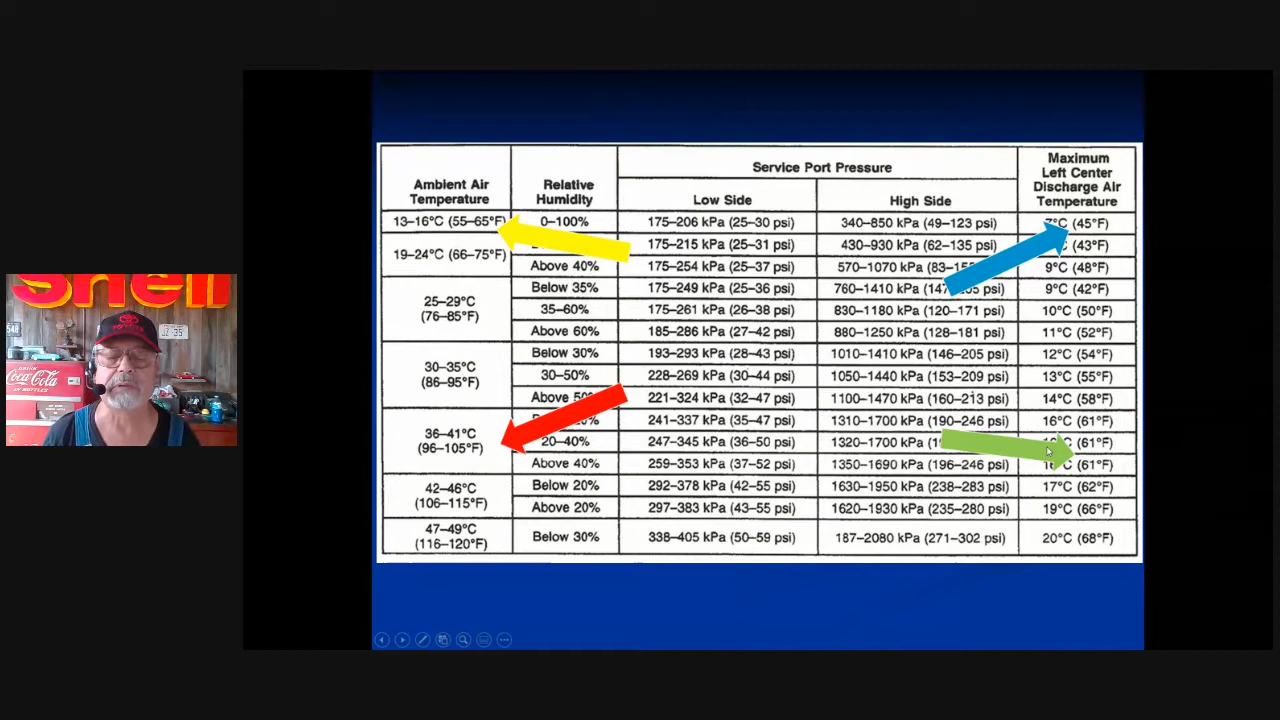 Shell
TOYOTA
DRINK
Coca-Cola
IN BOTTLES
Ambient Air
Temperature
Relative
Humidity
Service Port Pressure
Low Side
High Side
Maximum
Left Center
Discharge Air
Temperature
13–16°C (55–65°F) 0–100% 175–206 kPa (25–30 psi) 340–850 kPa (49–123 psi) (45°F)
19–24°C (66–75°F)
175–215 kPa (25–31 psi) 430–930 kPa (62–135 psi) (43°F)
Above 40% 175–254 kPa (25–37 psi) 570–1070 kPa 9°C (48°F)
25–29°C
(76–85°F)
Below 35% 175–249 kPa (25–36 psi) 760–1410 kPa psi) 9°C (42°F)
35–60% 175–261 kPa (26–38 psi) 830–1180 kPa (120–171 psi) 10°C (50°F)
Above 60% 185–286 psi (27–42 psi) 880–1250 kPa (128–181 psi) 11°C (52°F)
30–35°C
(86–95°F)
Below 30% 193–293 kPa (28–43 psi) 1010–1410 kPa (146–205 psi) 12°C (54°F)
30–50% 228–269 kPa (30–44 psi) 1050–1440 kPa (153–209 psi) 13°C (55°F)
Above 221–324 kPa (32–47 psi) 1100–1470 kPa (160–213 psi) 14°C (58°F)
36–41°C
(96–105°F)
241–337 kPa (35–47 psi) 1310–1700 kPa (190–246 psi) 16°C (61°F)
20–40% 247–345 kPa (36–50 psi) 1320–1700 kPa (61°F)
Above 40% 259–353 kPa (37–52 psi) 1350–1690 kPa (196–246 psi) (61°F)
42–46°C
(106–115°F)
Below 20% 292–378 kPa (42–55 psi) 1630–1950 kPa (238–283 psi) 17°C (62°F)
Above 20% 297–383 kPa (43–55 psi) 1620–1930 kPa (235–280 psi) 19°C (66°F)
47–49°C
(116–120°F)
Below 30% 338–405 kPa (50–59 psi) 187–2080 kPa (271–302 psi) 20°C (68°F)